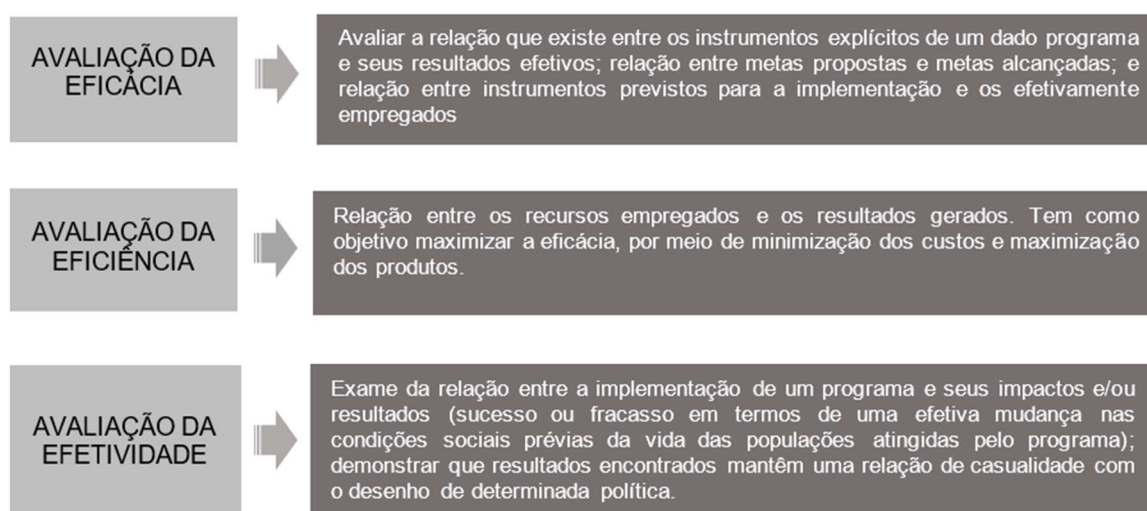 AVALIAÇÃO DA
EFICÁCIA
Avaliar a relação que existe entre os instrumentos explícitos de um dado programa
e seus resultados efetivos; relação entre metas propostas e metas alcançadas; e
relação entre instrumentos previstos para a implementação e os efetivamente
empregados
AVALIAÇÃO DA
EFICIÊNCIA
Relação entre os recursos empregados e os resultados gerados. Tem como
objetivo maximizar a eficácia, por meio de minimização dos custos e maximização
dos produtos.
AVALIAÇÃO DA
EFETIVIDADE
Exame da relação entre a implementação de um programa e seus impactos e/ou
resultados (sucesso ou fracasso em termos de uma efetiva mudança nas
condições sociais prévias da vida das populações atingidas pelo programa);
demonstrar que resultados encontrados mantêm uma relação de casualidade com
o desenho de determinada política.